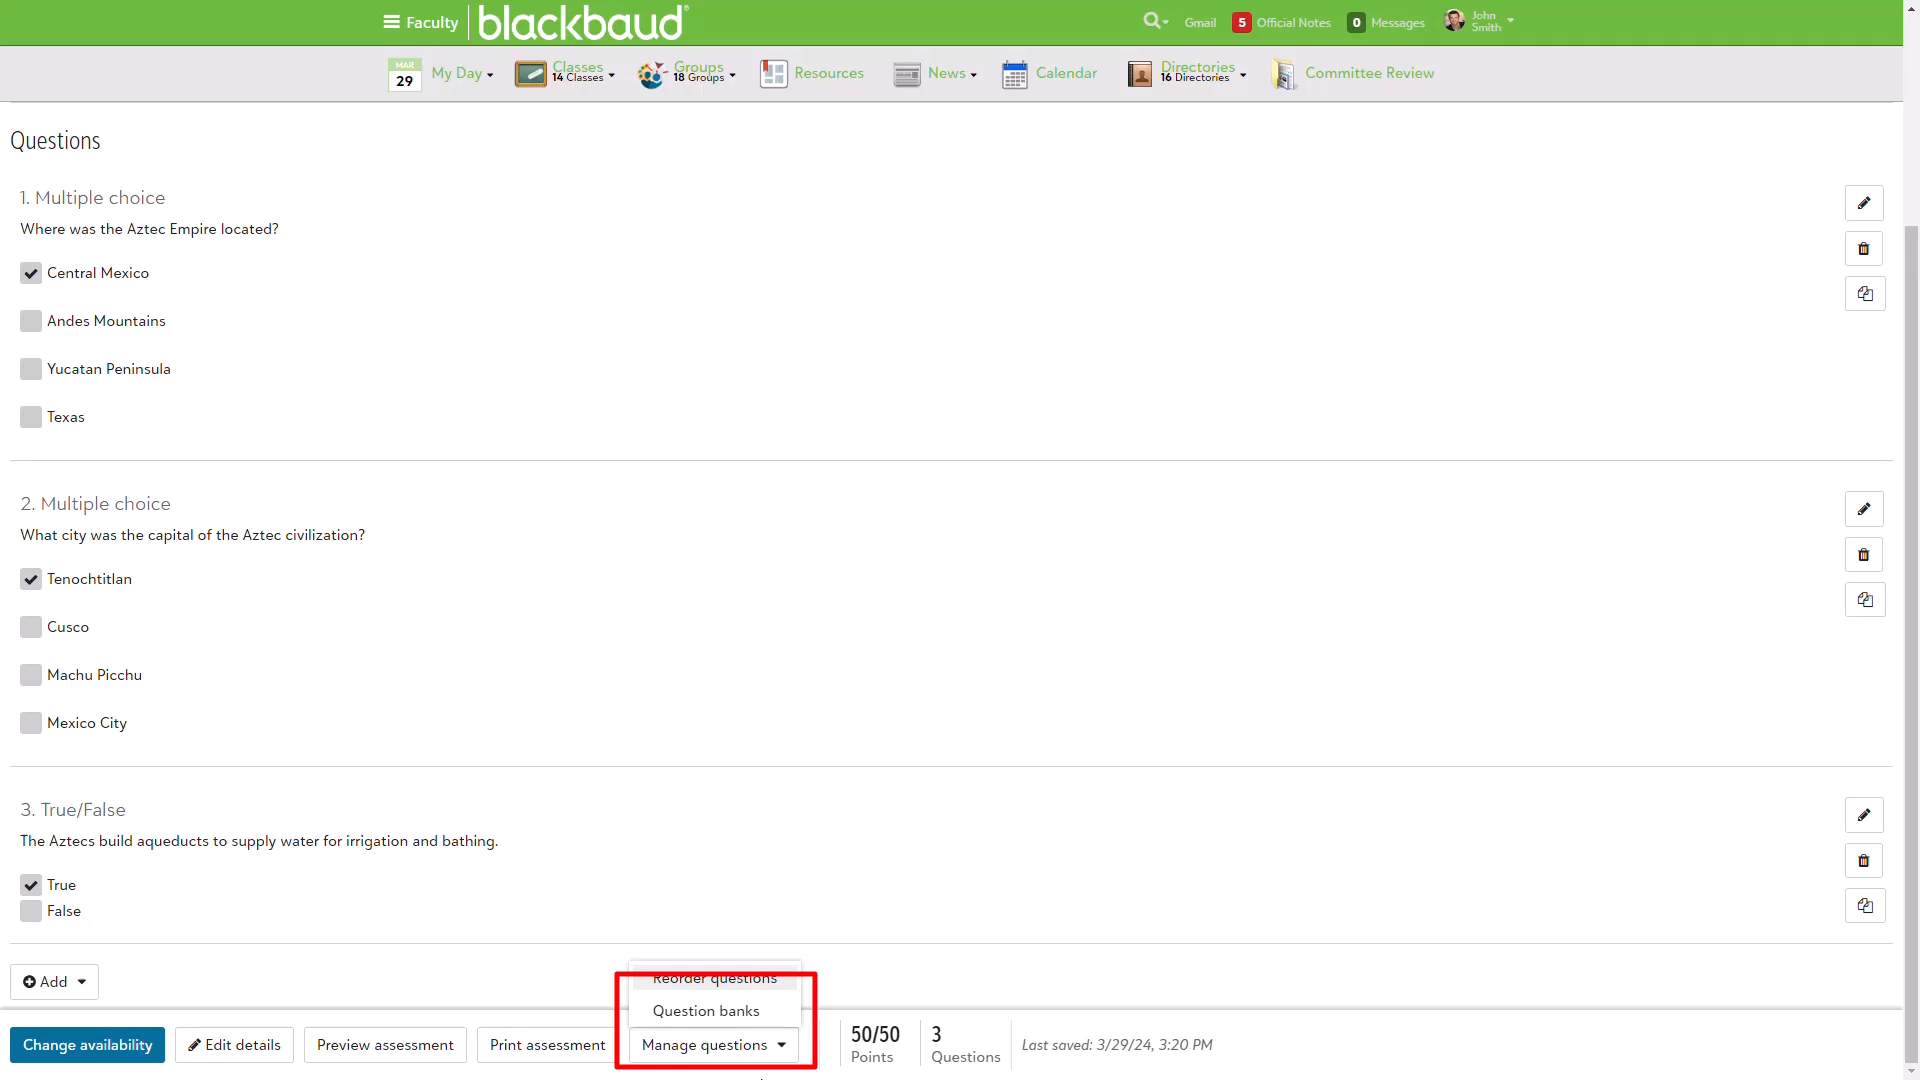 Faculty
blackbaud®
Gmail
5 Official Notes
0 Messages
John
Smith
MAR
29
My Day
Classes
14 Classes
Groups
18 Groups
Resources
News
Calendar
Directories
16 Directories
Committee Review
Questions
1. Multiple choice
Where was the Aztec Empire located?
Central Mexico
Andes Mountains
Yucatan Peninsula
Texas
2. Multiple choice
What city was the capital of the Aztec civilization?
Tenochtitlan
Cusco
Machu Picchu
Mexico City
3. True/False
The Aztecs build aqueducts to supply water for irrigation and bathing.
True
False
Add
Reorder questions
Question banks
Change availability
Edit details
Preview assessment
Print assessment
Manage questions
50/50
Points
3
Questions
Last saved: 3/29/24, 3:20 PM